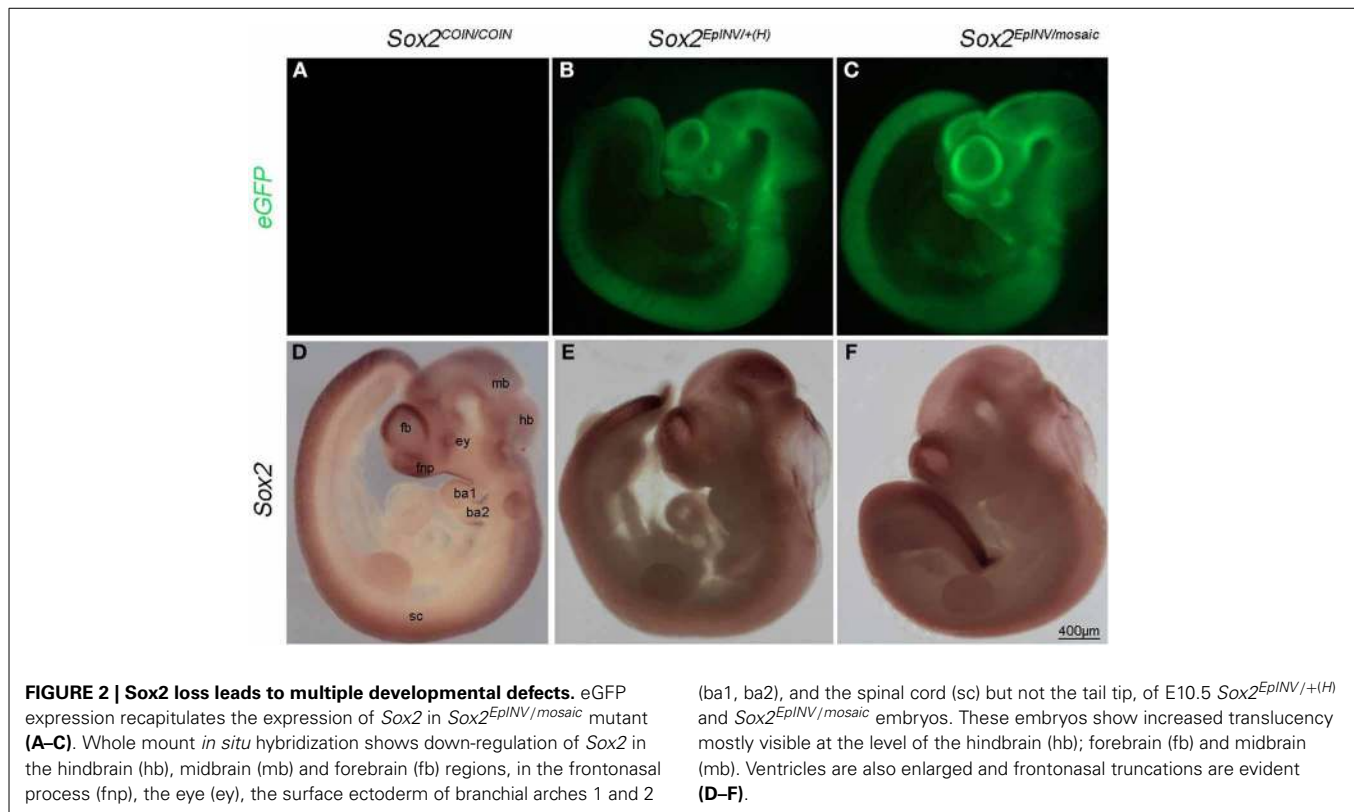 Sox2COIN/COIN
Sox2EpINV/+(H)
Sox2EpINV/mosaic
eGFP
A
B
C
Sox2
D
fb
mb
hb
ey
fnp
ba1
ba2
sc
E
F
400µm
FIGURE 2 | Sox2 loss leads to multiple developmental defects. eGFP
expression recapitulates the expression of Sox2 in Sox2EpINV/mosaic mutant
(A–C). Whole mount in situ hybridization shows down-regulation of Sox2 in
the hindbrain (hb), midbrain (mb) and forebrain (fb) regions, in the frontonasal
process (fnp), the eye (ey), the surface ectoderm of branchial arches 1 and 2
(ba1, ba2), and the spinal cord (sc) but not the tail tip, of E10.5 Sox2EpINV/+(H)
and Sox2EpINV/mosaic embryos. These embryos show increased translucency
mostly visible at the level of the hindbrain (hb); forebrain (fb) and midbrain
(mb). Ventricles are also enlarged and frontonasal truncations are evident
(D–F).